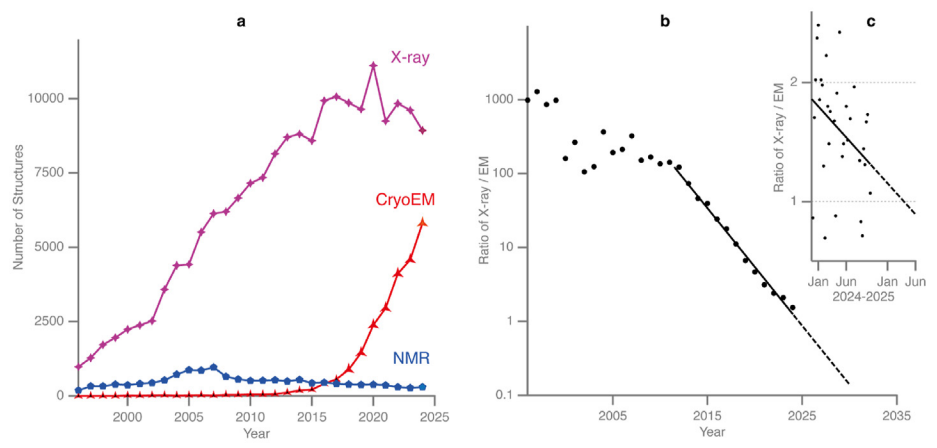 a
X-ray
CryoEM
NMR
Number of Structures
10000
7500
5000
2500
0
2000
2005
2010
2015
2020
2025
Year
b
Ratio of X-ray / EM
1000
100
10
1
0.1
2005
2015
2025
2035
Year
c
Ratio of X-ray / EM
2
1
Jan Jun Jan Jun
2024-2025